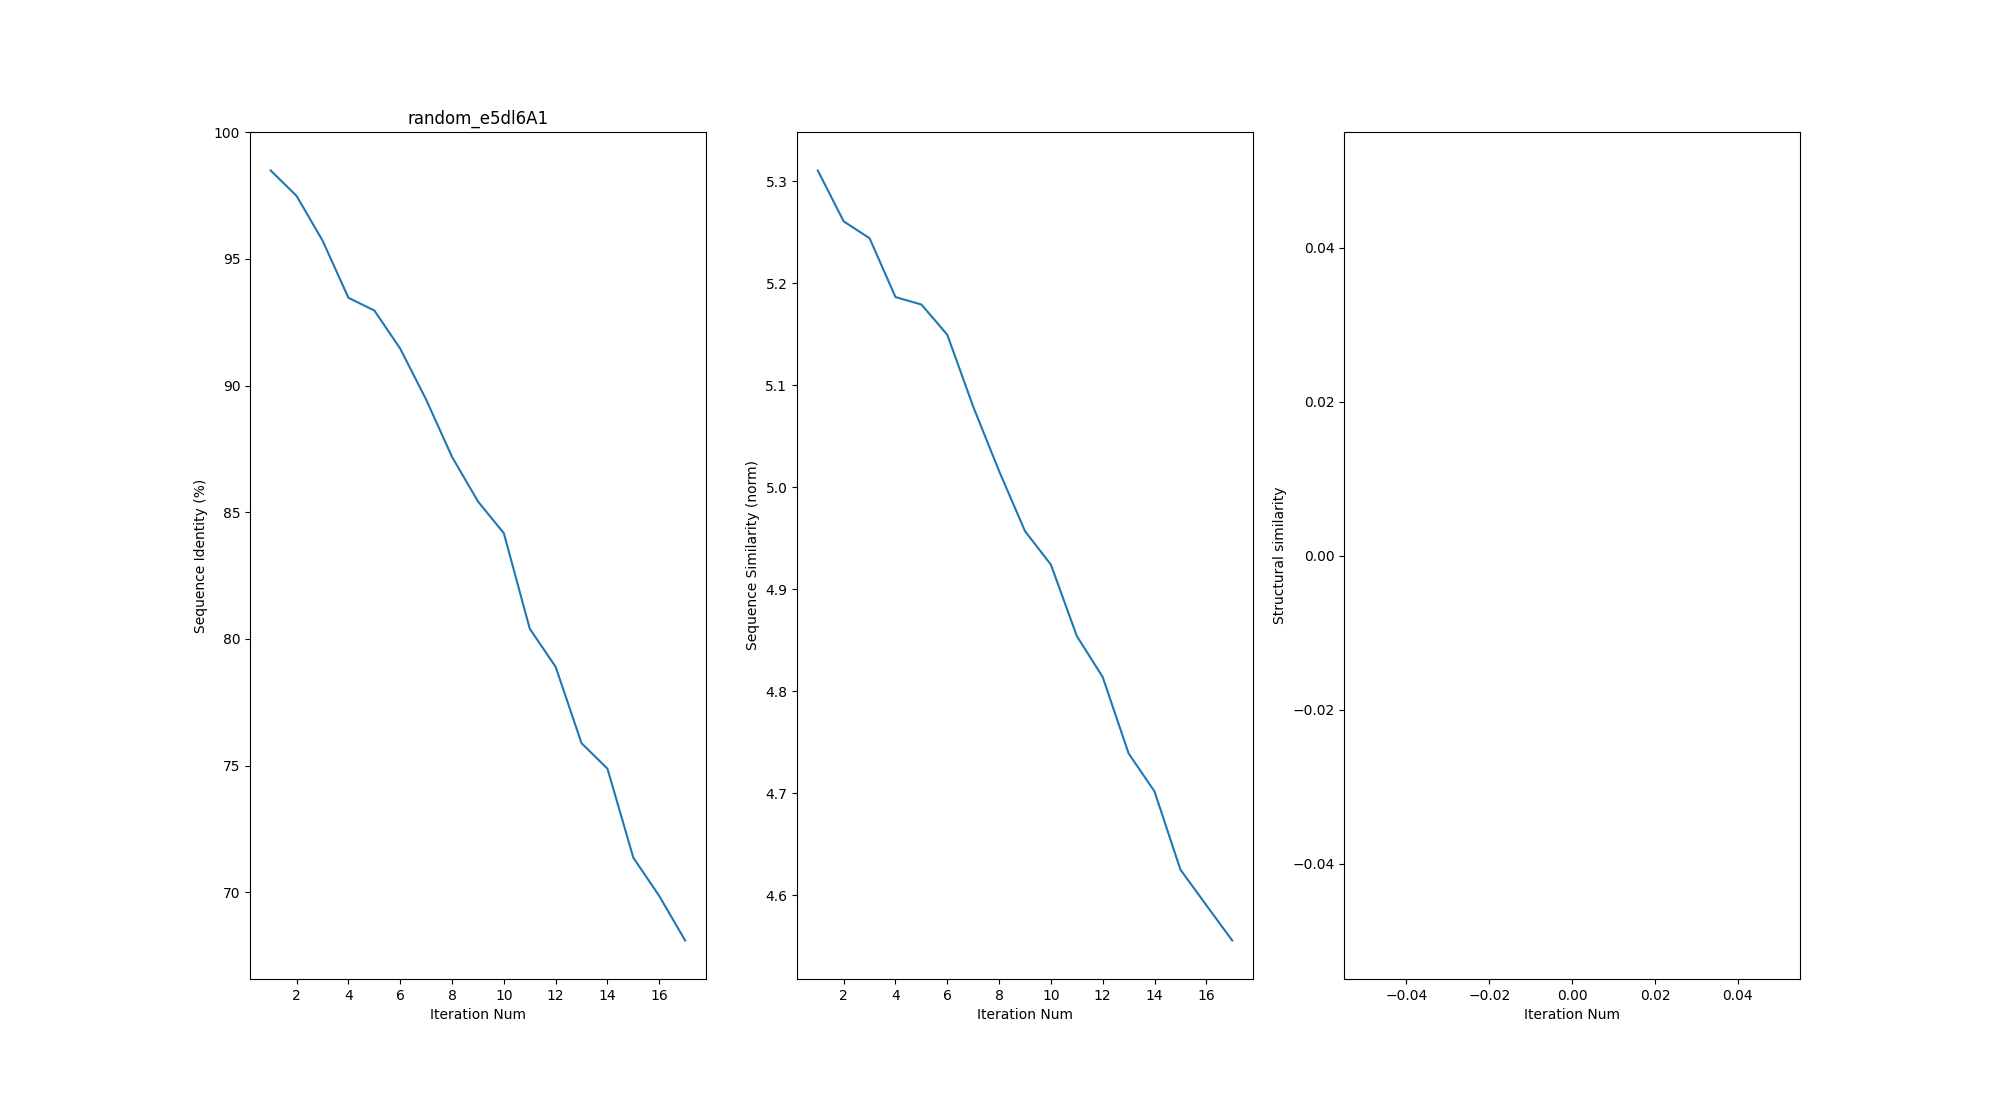 random_e5dl6A1
100
95
90
85
80
75
70
Sequence Identity (%)
2 4 6 8 10 12 14 16
Iteration Num
5.3
5.2
5.1
5.0
4.9
4.8
4.7
4.6
Sequence Similarity (norm)
2 4 6 8 10 12 14 16
Iteration Num
0.04
0.02
0.00
−0.02
−0.04
Structural similarity
−0.04 −0.02 0.00 0.02 0.04
Iteration Num